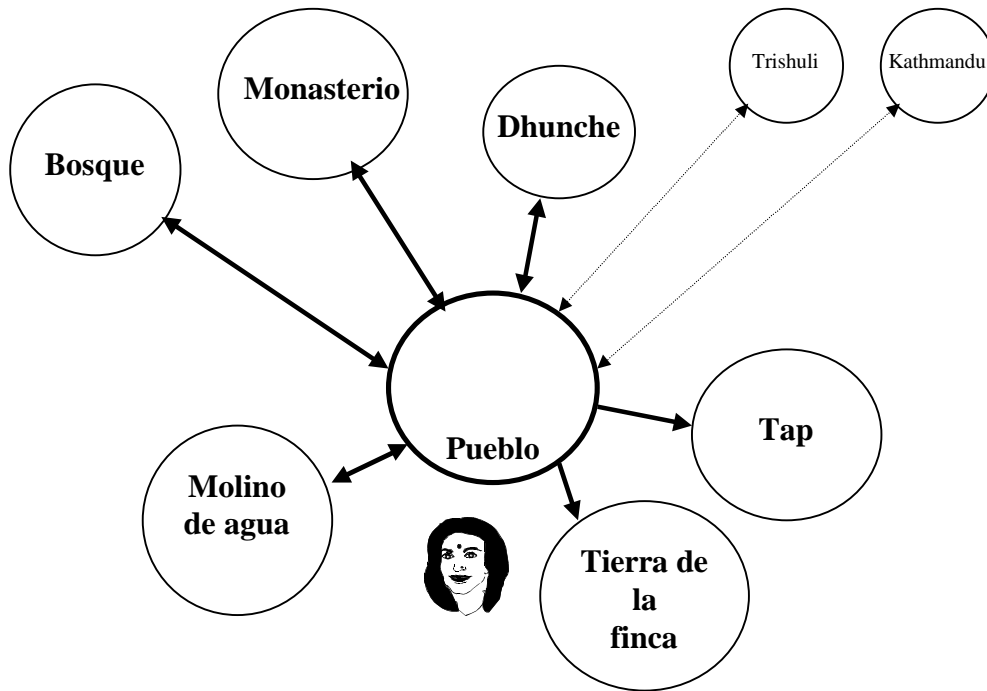 Trishuli
Kathmandu
Monasterio
Dhunche
Bosque
Tap
Pueblo
Molino
de agua
Tierra de
la
finca